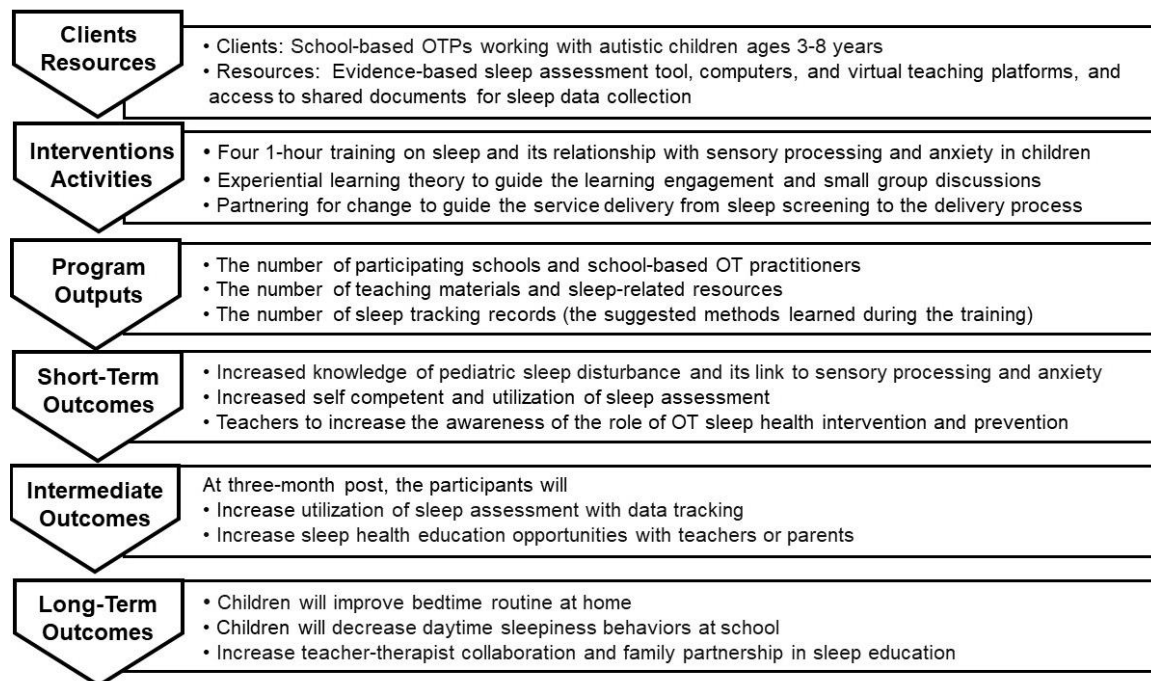 Clients
Resources
• Clients: School-based OTPs working with autistic children ages 3-8 years
• Resources: Evidence-based sleep assessment tool, computers, and virtual teaching platforms, and
access to shared documents for sleep data collection
Interventions
Activities
• Four 1-hour training on sleep and its relationship with sensory processing and anxiety in children
• Experiential learning theory to guide the learning engagement and small group discussions
• Partnering for change to guide the service delivery from sleep screening to the delivery process
Program
Outputs
• The number of participating schools and school-based OT practitioners
• The number of teaching materials and sleep-related resources
• The number of sleep tracking records (the suggested methods learned during the training)
Short-Term
Outcomes
• Increased knowledge of pediatric sleep disturbance and its link to sensory processing and anxiety
• Increased self competent and utilization of sleep assessment
• Teachers to increase the awareness of the role of OT sleep health intervention and prevention
Intermediate
Outcomes
At three-month post, the participants will
• Increase utilization of sleep assessment with data tracking
• Increase sleep health education opportunities with teachers or parents
Long-Term
Outcomes
• Children will improve bedtime routine at home
• Children will decrease daytime sleepiness behaviors at school
• Increase teacher-therapist collaboration and family partnership in sleep education